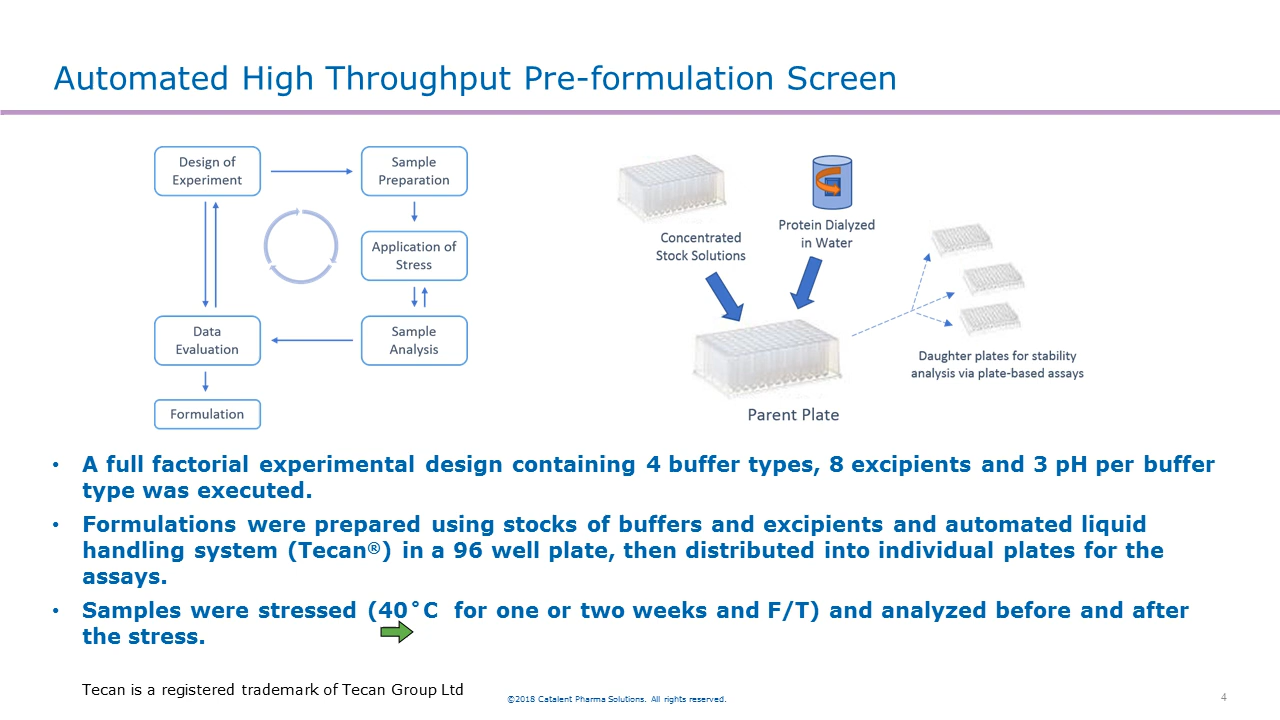 Automated High Throughput Pre-formulation Screen
Design of
Experiment
Sample
Preparation
Application of
Stress
Data
Evaluation
Sample
Analysis
Formulation
Concentrated
Stock Solutions
Protein Dialyzed
in Water
Parent Plate
Daughter plates for stability
analysis via plate-based assays
• A full factorial experimental design containing 4 buffer types, 8 excipients and 3 pH per buffer
type was executed.
• Formulations were prepared using stocks of buffers and excipients and automated liquid
handling system (Tecan®) in a 96 well plate, then distributed into individual plates for the
assays.
• Samples were stressed (40˚C for one or two weeks and F/T) and analyzed before and after
the stress.
Tecan is a registered trademark of Tecan Group Ltd
©2018 Catalent Pharma Solutions. All rights reserved.
4